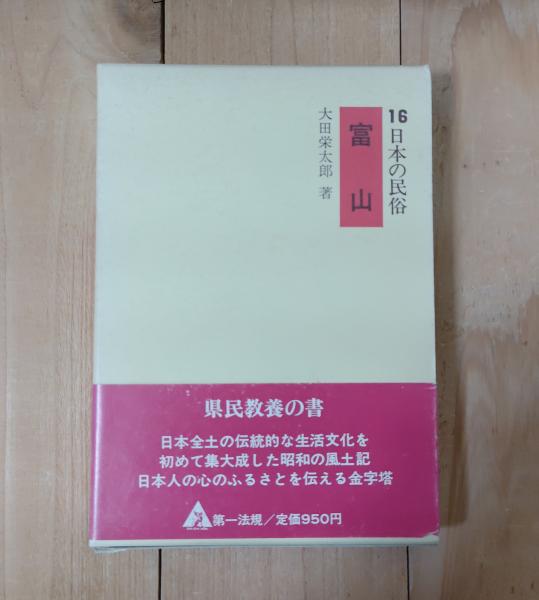 16 日本の民俗
富山
大田栄太郎 著
県民教養の書
日本全土の伝統的な生活文化を
初めて集大成した昭和の風土記
日本人の心のふるさとを伝える金字塔
第一法規／定価950円